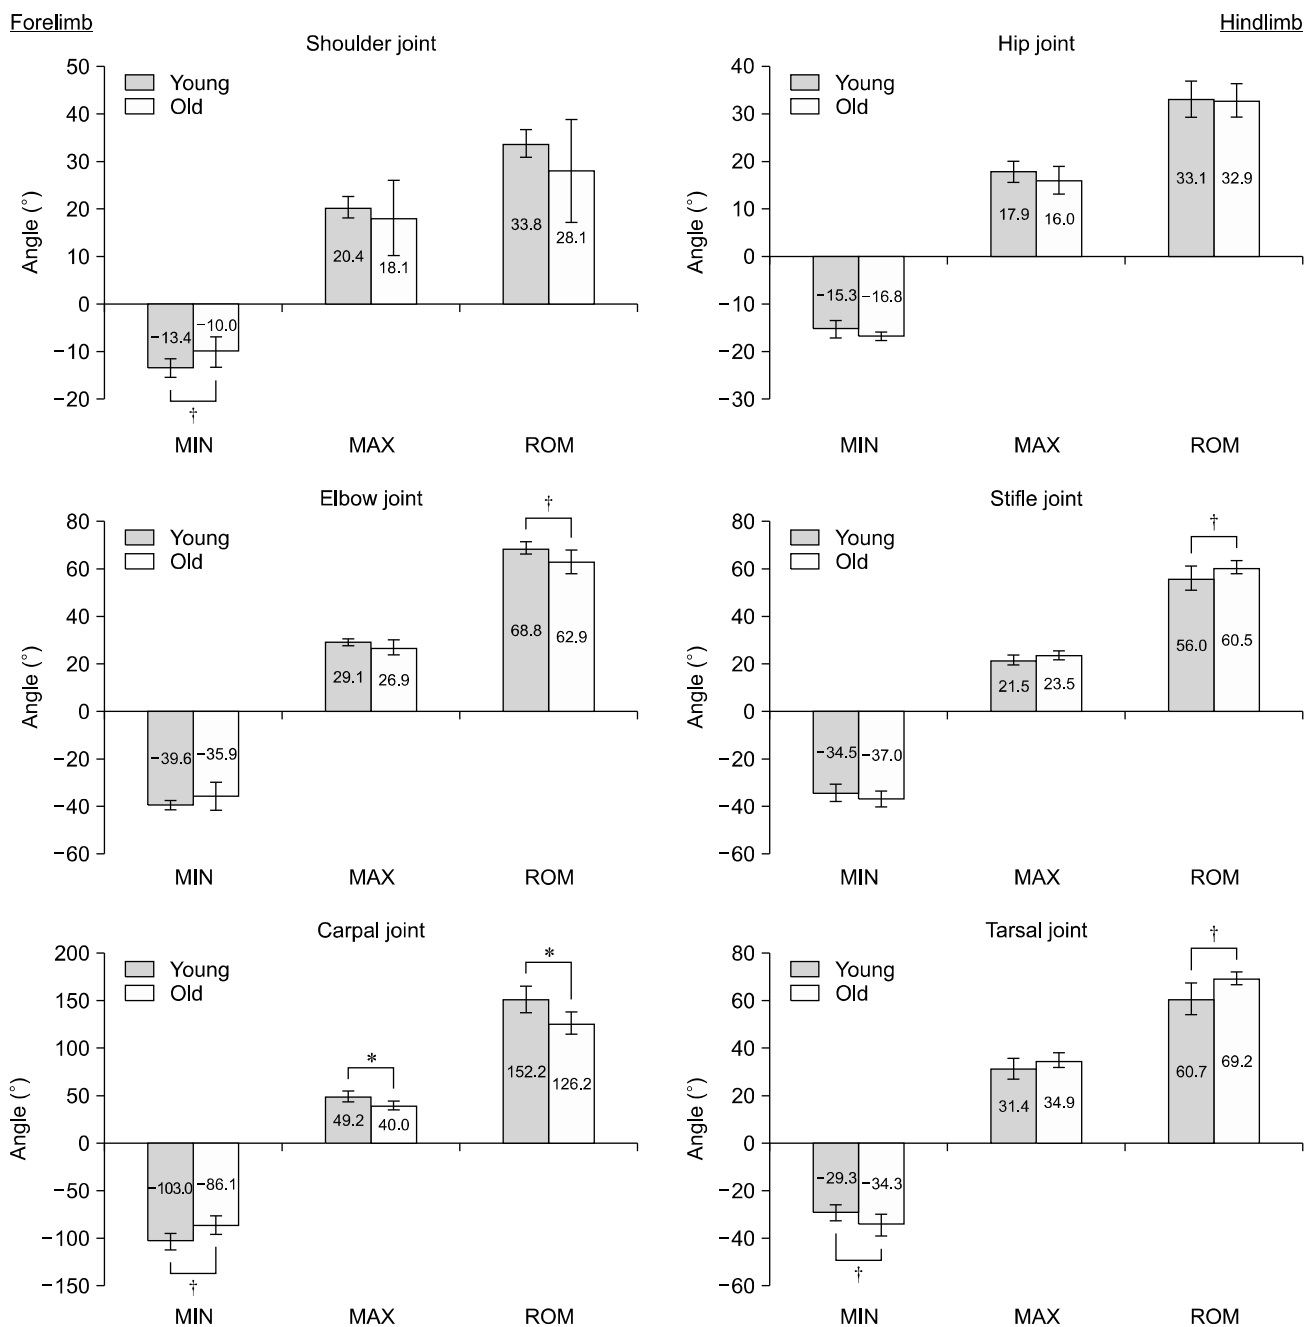 Forelimb
Hindlimb
Shoulder joint
50
40
30
20
10
0
−10
−20
Angle (°)
Young
Old
−13.4
−10.0
20.4
18.1
33.8
28.1
†
MIN
MAX
ROM
Hip joint
40
30
20
10
0
−10
−20
−30
Angle (°)
Young
Old
−15.3
−16.8
17.9
16.0
33.1
32.9
MIN
MAX
ROM
Elbow joint
80
60
40
20
0
−20
−40
−60
Angle (°)
Young
Old
†
−39.6
−35.9
29.1
26.9
68.8
62.9
MIN
MAX
ROM
Stifle joint
80
60
40
20
0
−20
−40
−60
Angle (°)
Young
Old
†
−34.5
−37.0
21.5
23.5
56.0
60.5
MIN
MAX
ROM
Carpal joint
200
150
100
50
0
−50
−100
−150
Angle (°)
Young
Old
*
*
−103.0
−86.1
49.2
40.0
152.2
126.2
†
MIN
MAX
ROM
Tarsal joint
80
60
40
20
0
−20
−40
−60
Angle (°)
Young
Old
†
−29.3
−34.3
31.4
34.9
60.7
69.2
†
MIN
MAX
ROM